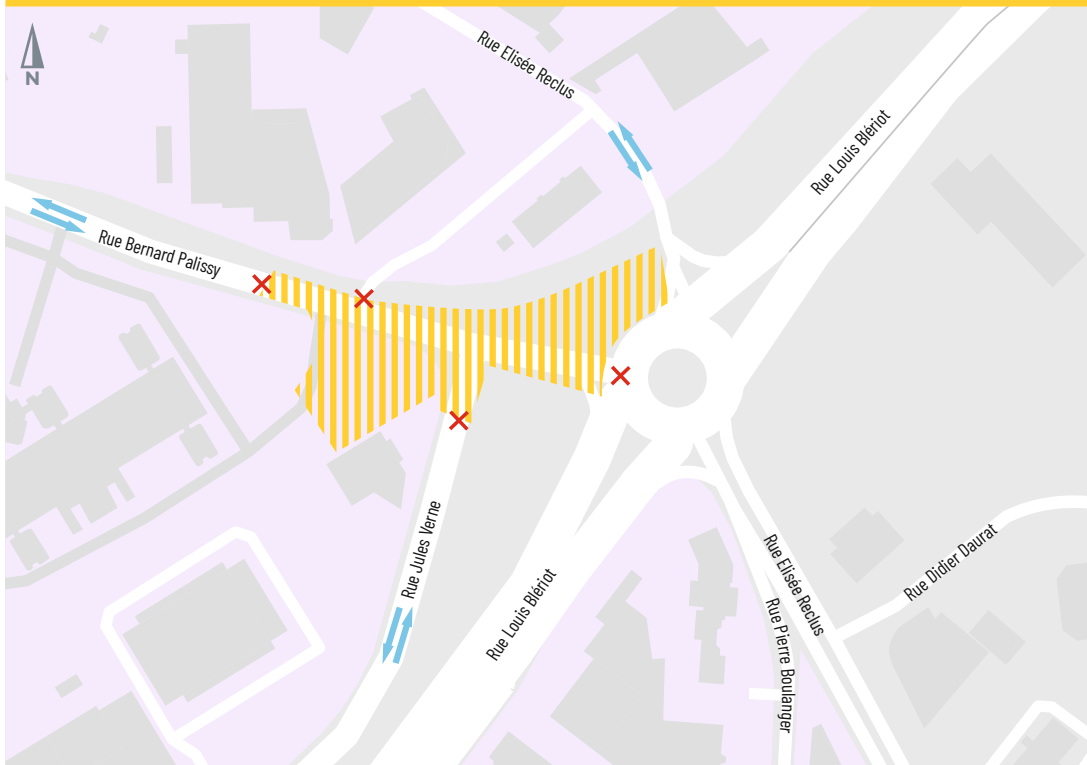 N
Rue Elisée Reclus
Rue Louis Blériot
Rue Bernard Palissy
Rue Jules Verne
Rue Louis Blériot
Rue Elisée Reclus
Rue Didier Daurat
Rue Pierre Boulanger